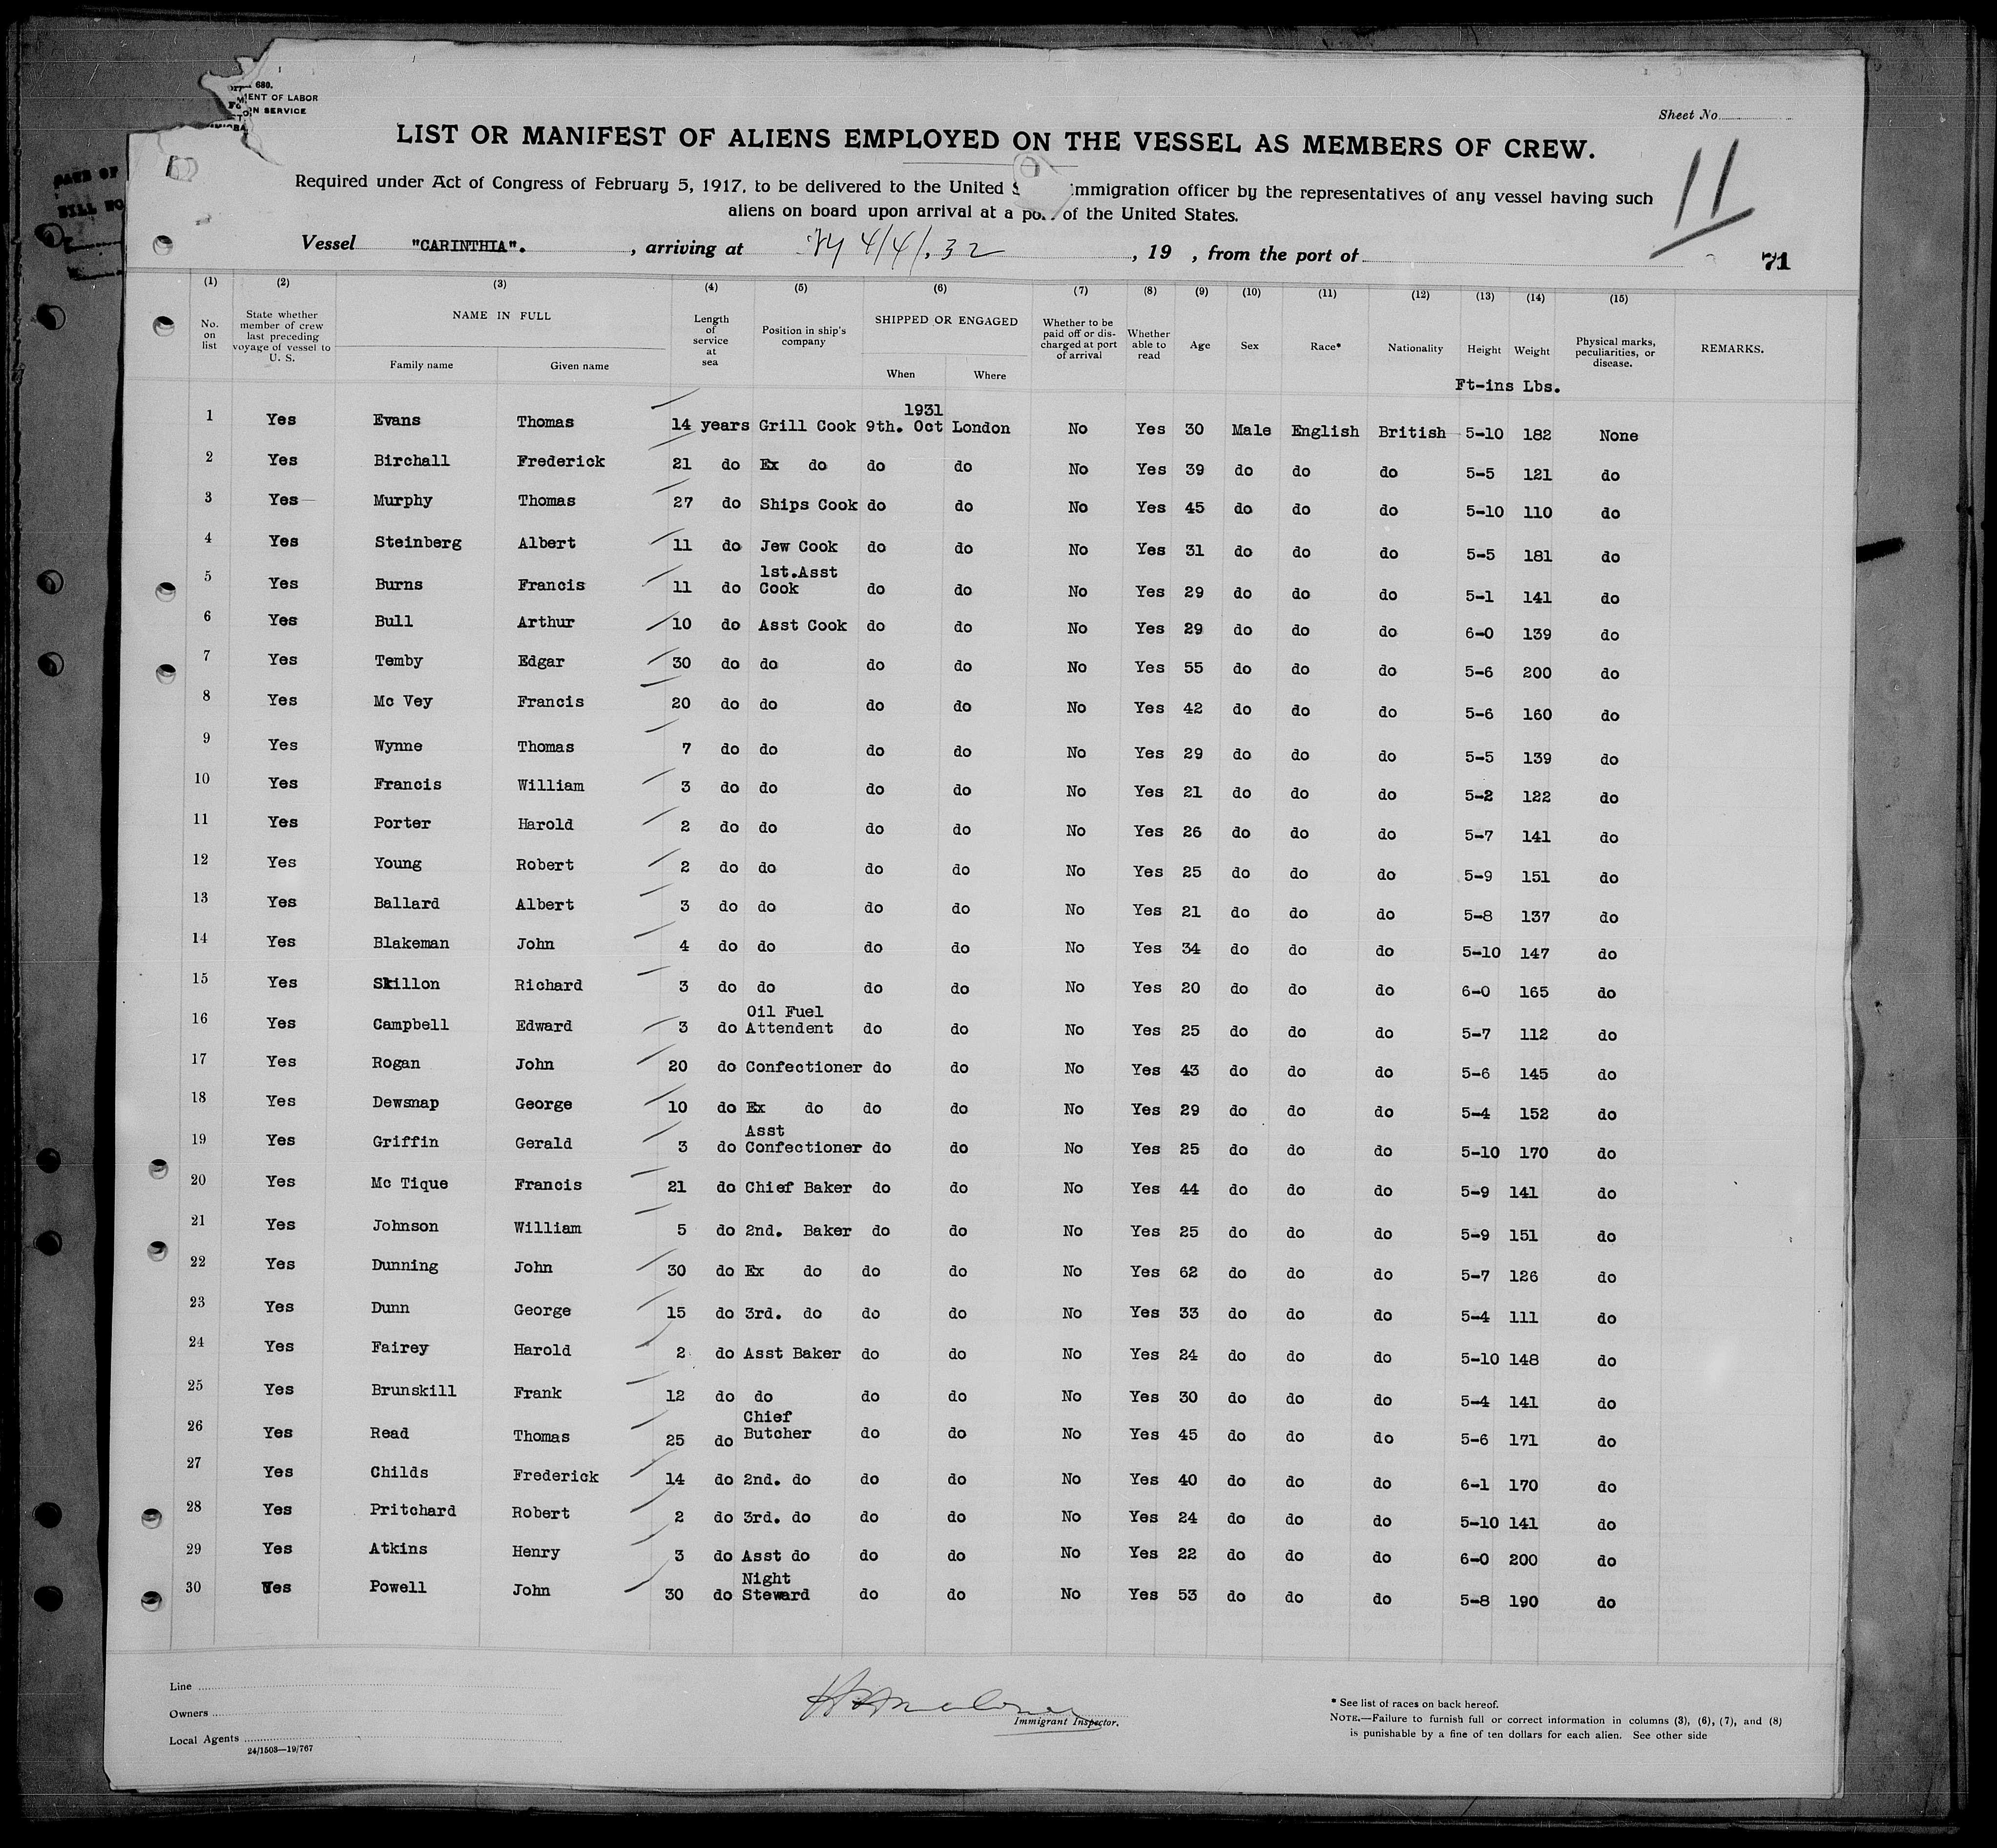 680.
MENT OF LABOR
ON SERVICE
Sheet No.
LIST OR MANIFEST OF ALIENS EMPLOYED ON THE VESSEL AS MEMBERS OF CREW.
11
Required under Act of Congress of February 5, 1917, to be delivered to the United S immigration officer by the representatives of any vessel having such
aliens on board upon arrival at a port of the United States.
Vessel "CARINTHIA". , arriving at NY 4/4/.32 , 19 , from the port of
71
(1) (2) (3) (4) (5) (6) (7) (8) (9) (10) (11) (12) (13) (14) (15)
No. on list State whether member of crew last preceding voyage of vessel to U. S. NAME IN FULL Family name Given name Length of service at sea Position in ship's company SHIPPED OR ENGAGED When Where Whether to be paid off or discharged at port of arrival Whether able to read Age Sex Race* Nationality Height Weight Physical marks, peculiarities, or disease. REMARKS.
Ft-ins Lbs.
1931
1 Yes Evans Thomas 14 years Grill Cook 9th. Oct London No Yes 30 Male English British 5-10 182 None
2 Yes Birchall Frederick 21 do Ex do do do No Yes 39 do do do 5-5 121 do
3 Yes Murphy Thomas 27 do Ships Cook do do No Yes 45 do do do 5-10 110 do
4 Yes Steinberg Albert 11 do Jew Cook do do No Yes 31 do do do 5-5 181 do
5 Yes Burns Francis 11 do 1st.Asst Cook do do No Yes 29 do do do 5-1 141 do
6 Yes Bull Arthur 10 do Asst Cook do do No Yes 29 do do do 6-0 139 do
7 Yes Temby Edgar 30 do do do do No Yes 55 do do do 5-6 200 do
8 Yes Mc Vey Francis 20 do do do do No Yes 42 do do do 5-6 160 do
9 Yes Wynne Thomas 7 do do do do No Yes 29 do do do 5-5 139 do
10 Yes Francis William 3 do do do do No Yes 21 do do do 5-2 122 do
11 Yes Porter Harold 2 do do do do No Yes 26 do do do 5-7 141 do
12 Yes Young Robert 2 do do do do No Yes 25 do do do 5-9 151 do
13 Yes Ballard Albert 3 do do do do No Yes 21 do do do 5-8 137 do
14 Yes Blakeman John 4 do do do do No Yes 34 do do do 5-10 147 do
15 Yes Skillon Richard 3 do do do do No Yes 20 do do do 6-0 165 do
16 Yes Campbell Edward 3 do Oil Fuel Attendent do do No Yes 25 do do do 5-7 112 do
17 Yes Rogan John 20 do Confectioner do do No Yes 43 do do do 5-6 145 do
18 Yes Dewsnap George 10 do Ex do do do No Yes 29 do do do 5-4 152 do
19 Yes Griffin Gerald 3 do Asst Confectioner do do No Yes 25 do do do 5-10 170 do
20 Yes Mc Tique Francis 21 do Chief Baker do do No Yes 44 do do do 5-9 141 do
21 Yes Johnson William 5 do 2nd. Baker do do No Yes 25 do do do 5-9 151 do
22 Yes Dunning John 30 do Ex do do do No Yes 62 do do do 5-7 126 do
23 Yes Dunn George 15 do 3rd. do do do No Yes 33 do do do 5-4 111 do
24 Yes Fairey Harold 2 do Asst Baker do do No Yes 24 do do do 5-10 148 do
25 Yes Brunskill Frank 12 do do do do No Yes 30 do do do 5-4 141 do
26 Yes Read Thomas 25 do Chief Butcher do do No Yes 45 do do do 5-6 171 do
27 Yes Childs Frederick 14 do 2nd. do do do No Yes 40 do do do 6-1 170 do
28 Yes Pritchard Robert 2 do 3rd. do do do No Yes 24 do do do 5-10 141 do
29 Yes Atkins Henry 3 do Asst do do do No Yes 22 do do do 6-0 200 do
30 Yes Powell John 30 do Night Steward do do No Yes 53 do do do 5-8 190 do
Line
Owners
Local Agents
24/1503—19/767
Immigrant Inspector.
* See list of races on back hereof.
NOTE.—Failure to furnish full or correct information in columns (3), (6), (7), and (8)
is punishable by a fine of ten dollars for each alien. See other side